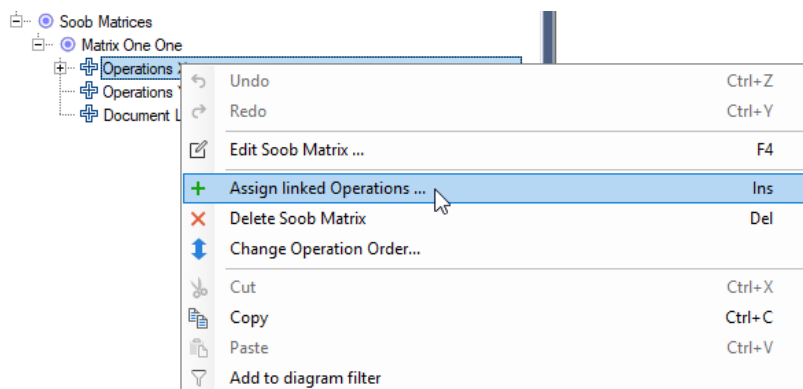 Soob Matrices
Matrix One One
Operations
Operations
Document
Undo Ctrl+Z
Redo Ctrl+Y
Edit Soob Matrix ... F4
Assign linked Operations ... Ins
Delete Soob Matrix Del
Change Operation Order...
Cut Ctrl+X
Copy Ctrl+C
Paste Ctrl+V
Add to diagram filter